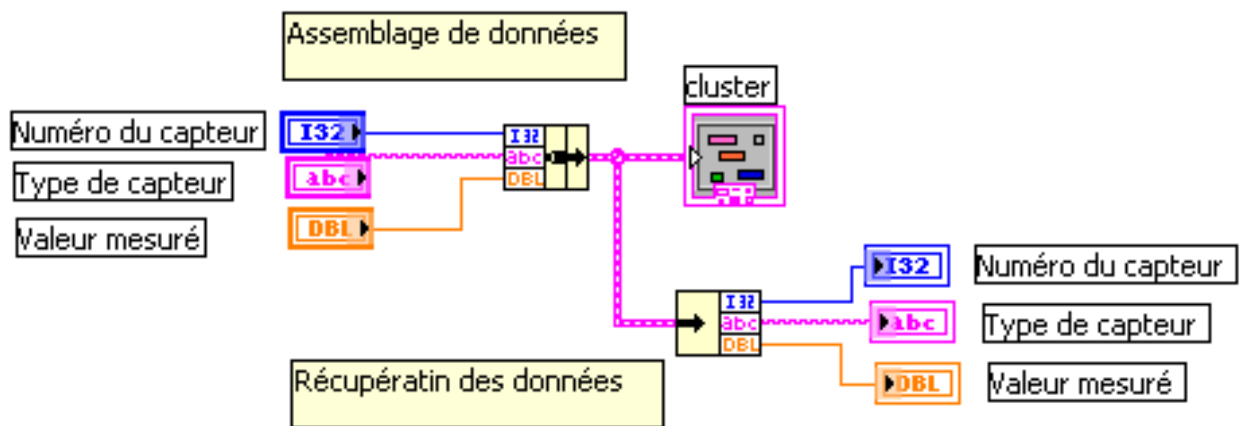 Assemblage de données
cluster
Numéro du capteur
I32
I32
Type de capteur
abc
abc
Valeur mesuré
DBL
DBL
I32
I32
Numéro du capteur
abc
abc
Type de capteur
DBL
DBL
Valeur mesuré
Récupératin des données